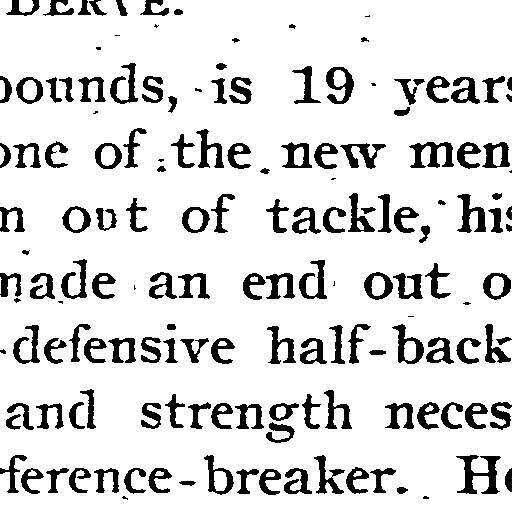 pounds, is 19 years
one of the new men,
out of tackle, his
made an end out o
defensive half-back
and strength neces
ference-breaker. He